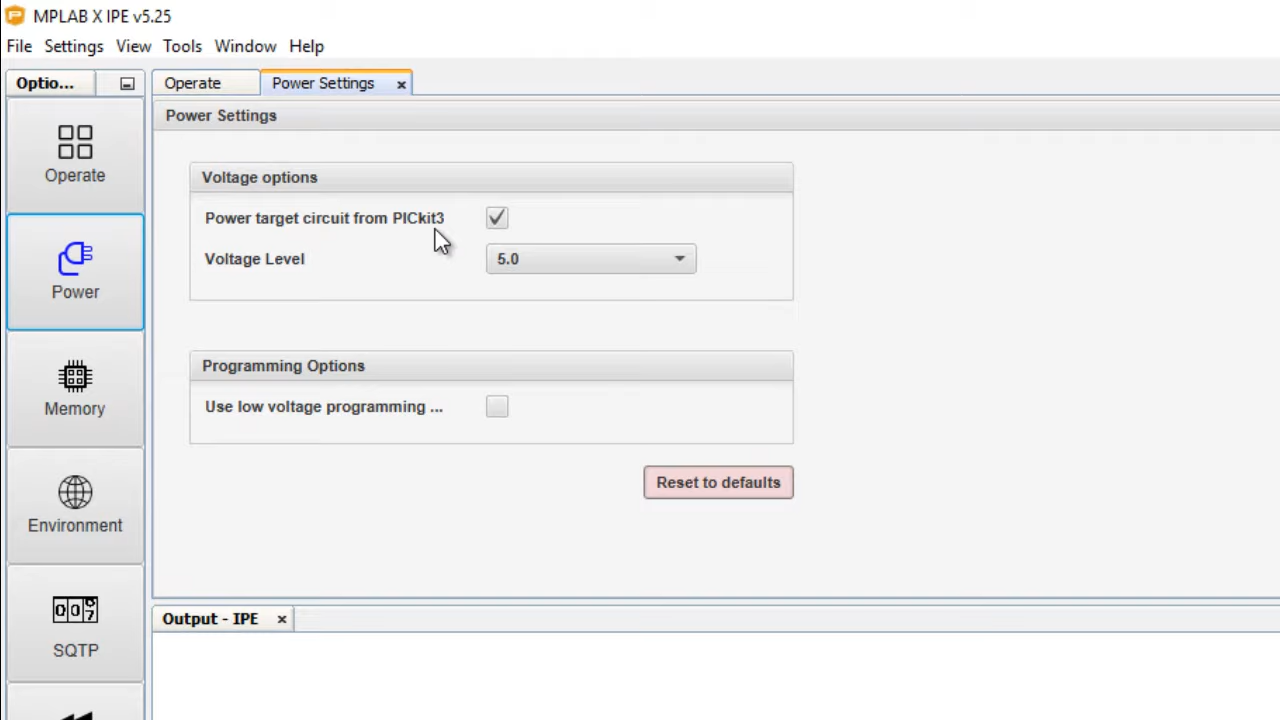 MPLAB X IPE v5.25
File Settings View Tools Window Help
Optio...
Operate
Power Settings
Power Settings
Operate
Power
Memory
Environment
SQTP
Voltage options
Power target circuit from PICkit3
Voltage Level
5.0
Programming Options
Use low voltage programming ...
Reset to defaults
Output - IPE